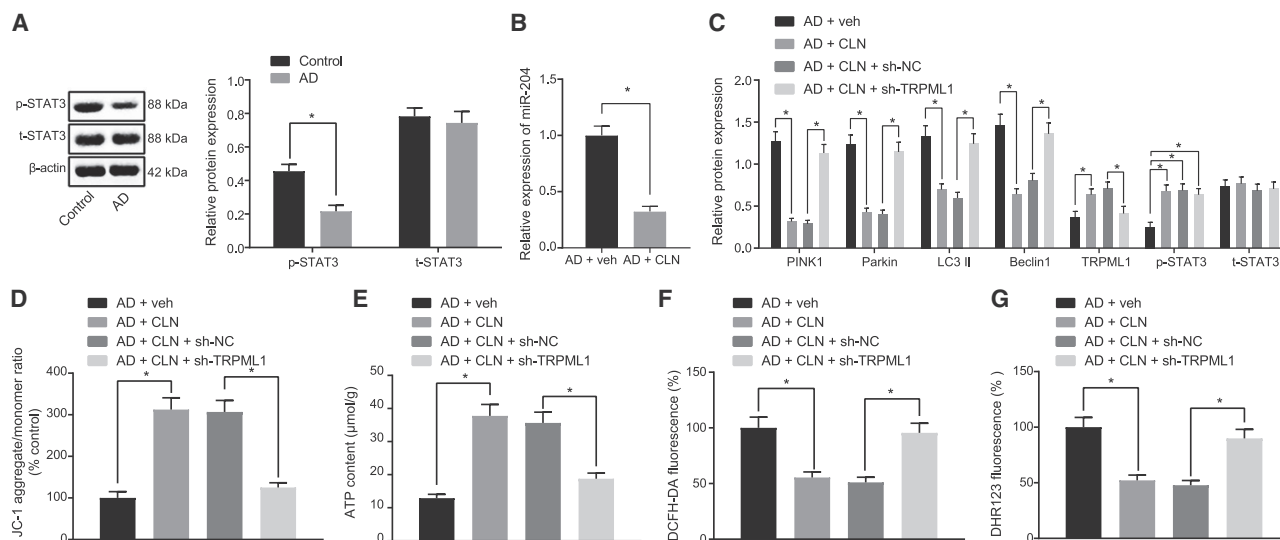 A
p-STAT3
88 kDa
t-STAT3
88 kDa
β-actin
42 kDa
Control
AD
Control
AD
Relative protein expression
1.0
0.8
0.6
0.4
0.2
0.0
*
p-STAT3
t-STAT3
B
Relative expression of miR-204
1.5
1.0
0.5
0.0
*
AD + veh
AD + CLN
C
AD + veh
AD + CLN
AD + CLN + sh-NC
AD + CLN + sh-TRPML1
Relative protein expression
2.0
1.5
1.0
0.5
0.0
* *
* *
* *
* *
* *
* * *
PINK1
Parkin
LC3 II
Beclin1
TRPML1
p-STAT3
t-STAT3
D
AD + veh
AD + CLN
AD + CLN + sh-NC
AD + CLN + sh-TRPML1
JC-1 aggregate/monomer ratio
(% control)
400
300
200
100
0
* *
E
AD + veh
AD + CLN
AD + CLN + sh-NC
AD + CLN + sh-TRPML1
ATP content (μmol/g)
50
40
30
20
10
0
* *
F
AD + veh
AD + CLN
AD + CLN + sh-NC
AD + CLN + sh-TRPML1
DCFH-DA fluorescence (%)
150
100
50
0
* *
G
AD + veh
AD + CLN
AD + CLN + sh-NC
AD + CLN + sh-TRPML1
DHR123 fluorescence (%)
150
100
50
0
* *